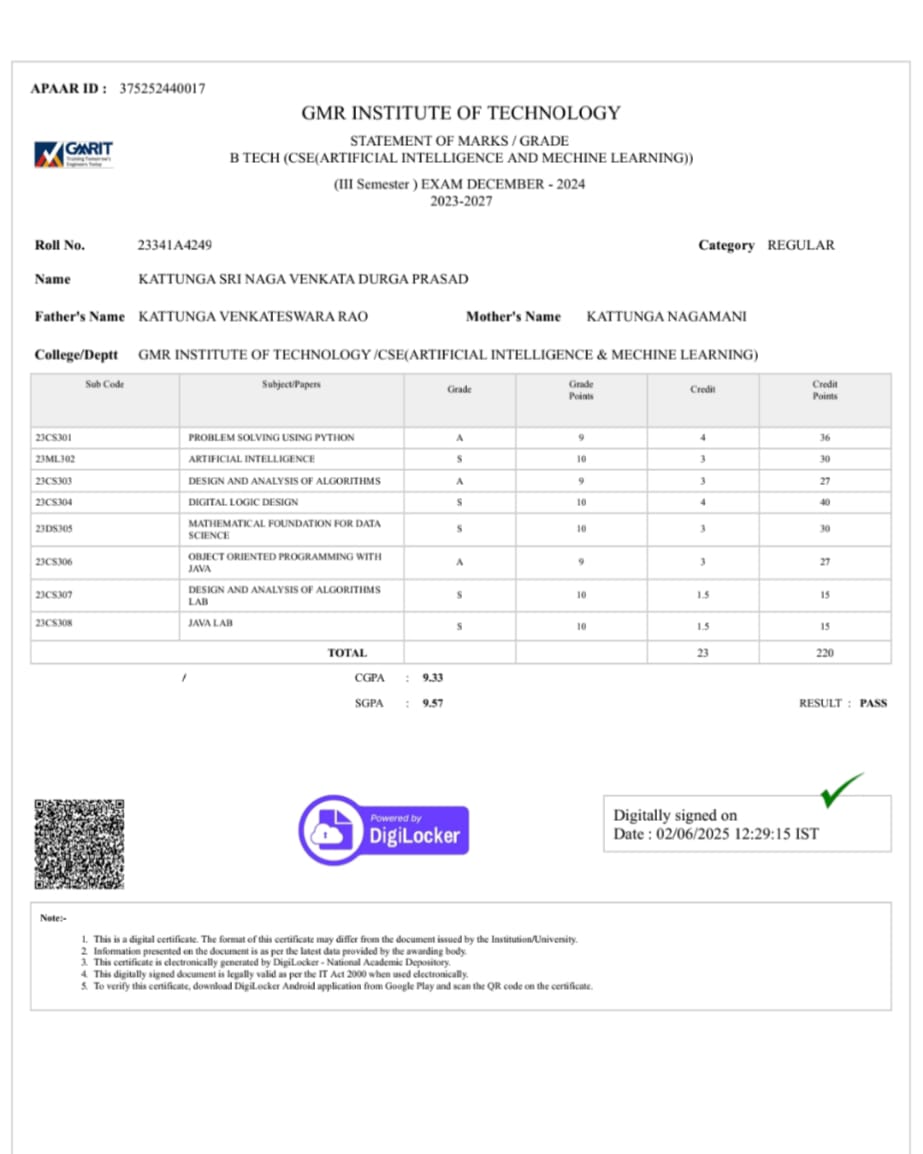 APAAR ID : 375252440017
GMR INSTITUTE OF TECHNOLOGY
GMRIT
Training Tomorrow's
Engineers Today
STATEMENT OF MARKS / GRADE
B TECH (CSE(ARTIFICIAL INTELLIGENCE AND MECHINE LEARNING))
(III Semester ) EXAM DECEMBER - 2024
2023-2027
Roll No. 23341A4249 Category REGULAR
Name KATTUNGA SRI NAGA VENKATA DURGA PRASAD
Father's Name KATTUNGA VENKATESWARA RAO Mother's Name KATTUNGA NAGAMANI
College/Deptt GMR INSTITUTE OF TECHNOLOGY /CSE(ARTIFICIAL INTELLIGENCE & MECHINE LEARNING)
Sub Code Subject/Papers Grade Grade Points Credit Credit Points
23CS301 PROBLEM SOLVING USING PYTHON A 9 4 36
23ML302 ARTIFICIAL INTELLIGENCE S 10 3 30
23CS303 DESIGN AND ANALYSIS OF ALGORITHMS A 9 3 27
23CS304 DIGITAL LOGIC DESIGN S 10 4 40
23DS305 MATHEMATICAL FOUNDATION FOR DATA SCIENCE S 10 3 30
23CS306 OBJECT ORIENTED PROGRAMMING WITH JAVA A 9 3 27
23CS307 DESIGN AND ANALYSIS OF ALGORITHMS LAB S 10 1.5 15
23CS308 JAVA LAB S 10 1.5 15
TOTAL 23 220
/ CGPA : 9.33
SGPA : 9.57 RESULT : PASS
Powered by
DigiLocker
Digitally signed on
Date : 02/06/2025 12:29:15 IST
Note:-
1. This is a digital certificate. The format of this certificate may differ from the document issued by the Institution/University.
2. Information presented on the document is as per the latest data provided by the awarding body.
3. This certificate is electronically generated by DigiLocker - National Academic Depository.
4. This digitally signed document is legally valid as per the IT Act 2000 when used electronically.
5. To verify this certificate, download DigiLocker Android application from Google Play and scan the QR code on the certificate.